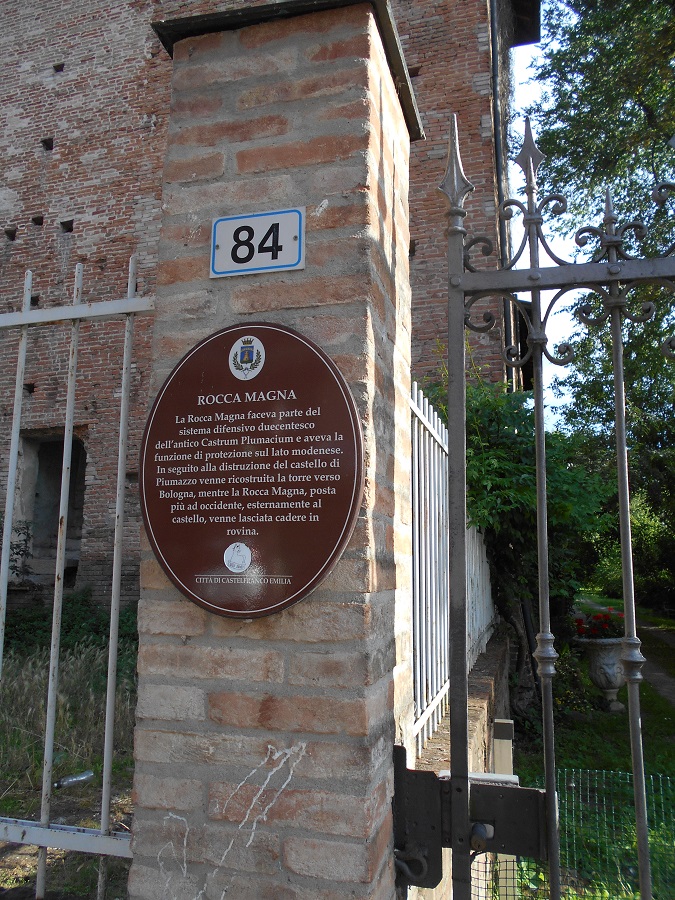 84
ROCCA MAGNA
La Rocca Magna faceva parte del
sistema difensivo duecentesco
dell'antico Castrum Plumacium e aveva la
funzione di protezione sul lato modenese.
In seguito alla distruzione del castello di
Piumazzo venne ricostruita la torre verso
Bologna, mentre la Rocca Magna, posta
più ad occidente, esternamente al
castello, venne lasciata cadere in
rovina.
CITTÀ DI CASTELFRANCO EMILIA